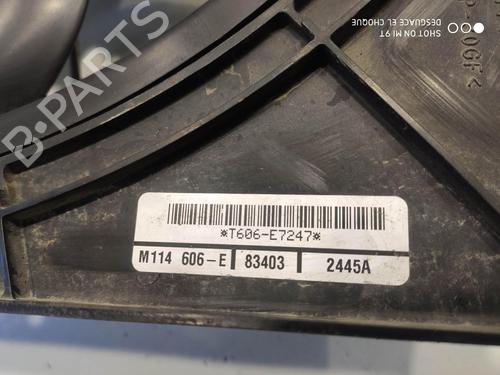 DESGUACE EL CHOQUE
SHOT ON MI 9T
B-PARTS
*T606-E7247*
M114 606-E 83403 2445A